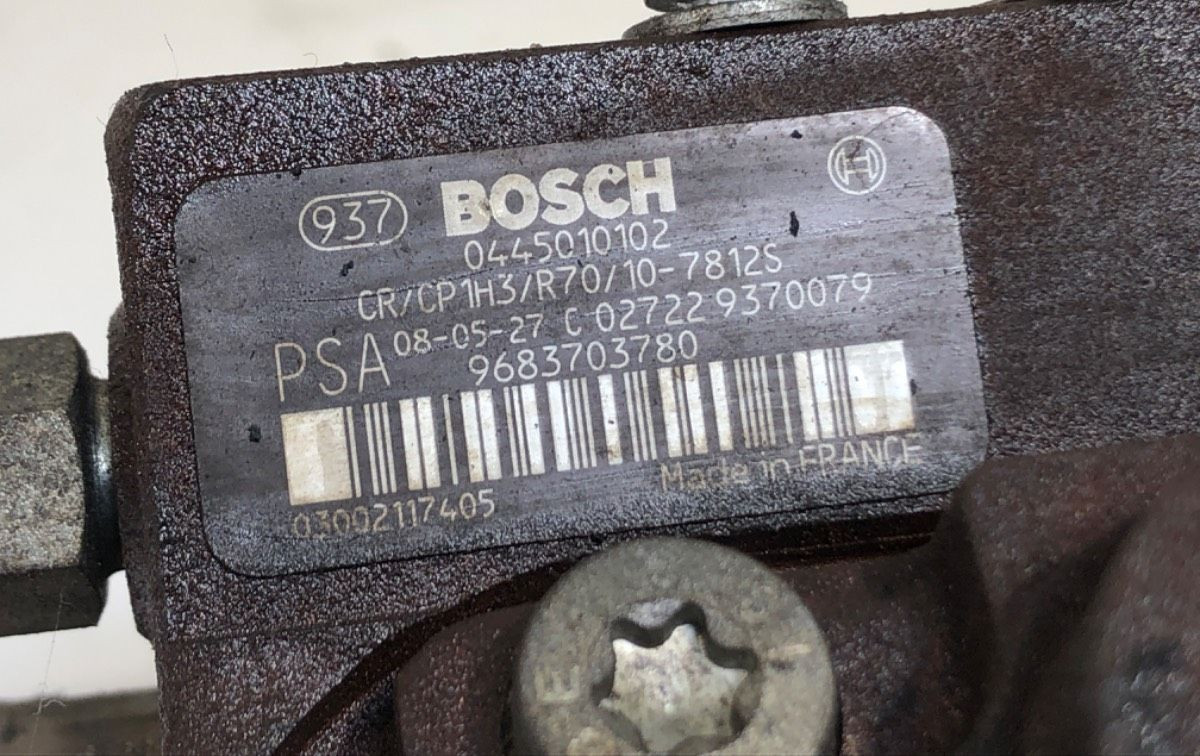 937 BOSCH
0445010102
CR/CP1H3/R70/10-7812S
PSA 08-05-27 C 02722 9370079
9683703780
Made in FRANCE
03002117405
E